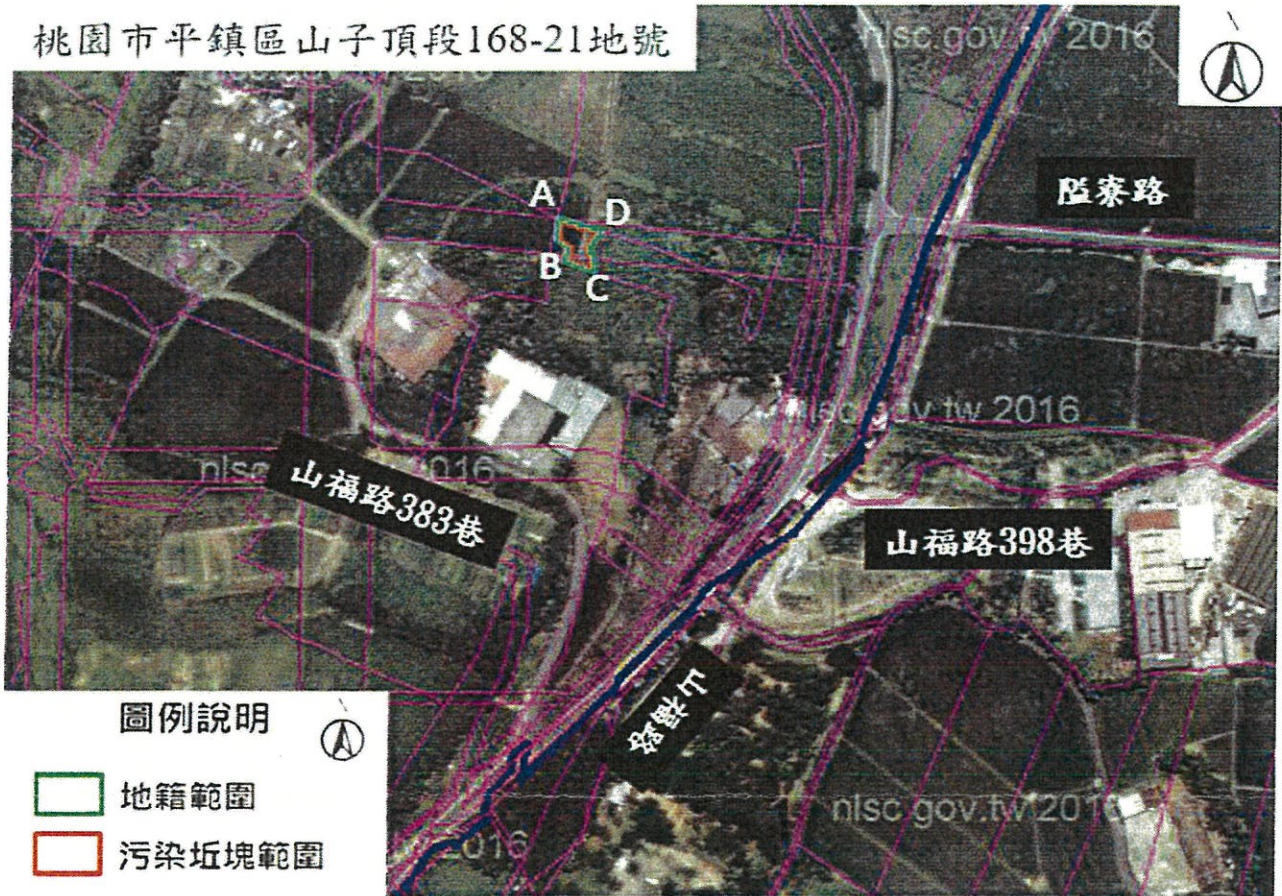 桃園市平鎮區山子頂段168-21地號
nlsc.gov.tw 2016
2016
隘寮路
A
D
B
C
nlsc.gov.tw 2016
nlsc 2016
山福路383巷
山福路398巷
山福路
圖例說明
地籍範圍
污染坵塊範圍
nlsc.gov.tw 2016
2016